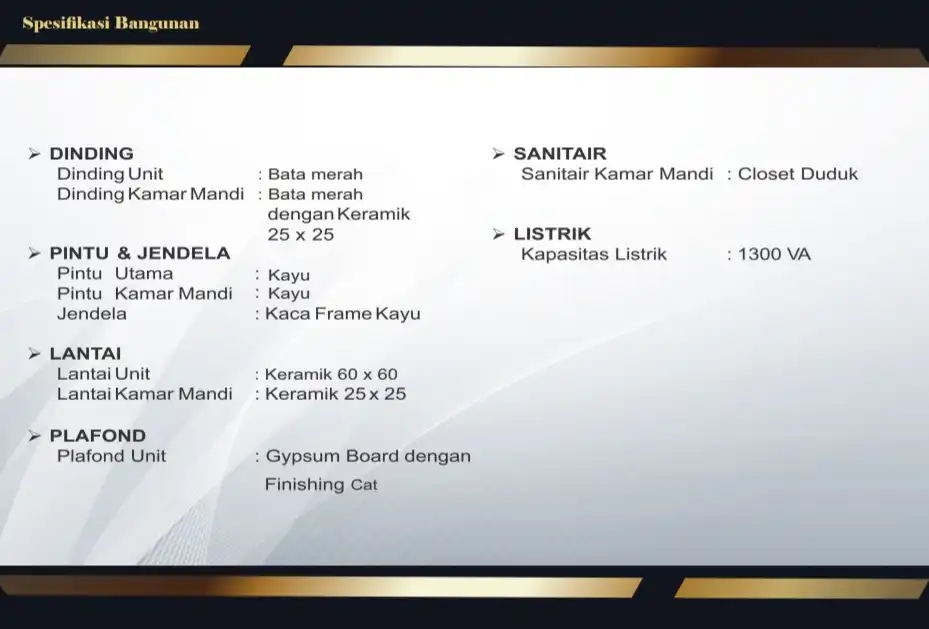 Spesifikasi Bangunan
➢ DINDING
Dinding Unit : Bata merah
Dinding Kamar Mandi : Bata merah
dengan Keramik
25 x 25
➢ PINTU & JENDELA
Pintu Utama : Kayu
Pintu Kamar Mandi : Kayu
Jendela : Kaca Frame Kayu
➢ LANTAI
Lantai Unit : Keramik 60 x 60
Lantai Kamar Mandi : Keramik 25 x 25
➢ PLAFOND
Plafond Unit : Gypsum Board dengan
Finishing Cat
➢ SANITAIR
Sanitair Kamar Mandi : Closet Duduk
➢ LISTRIK
Kapasitas Listrik : 1300 VA